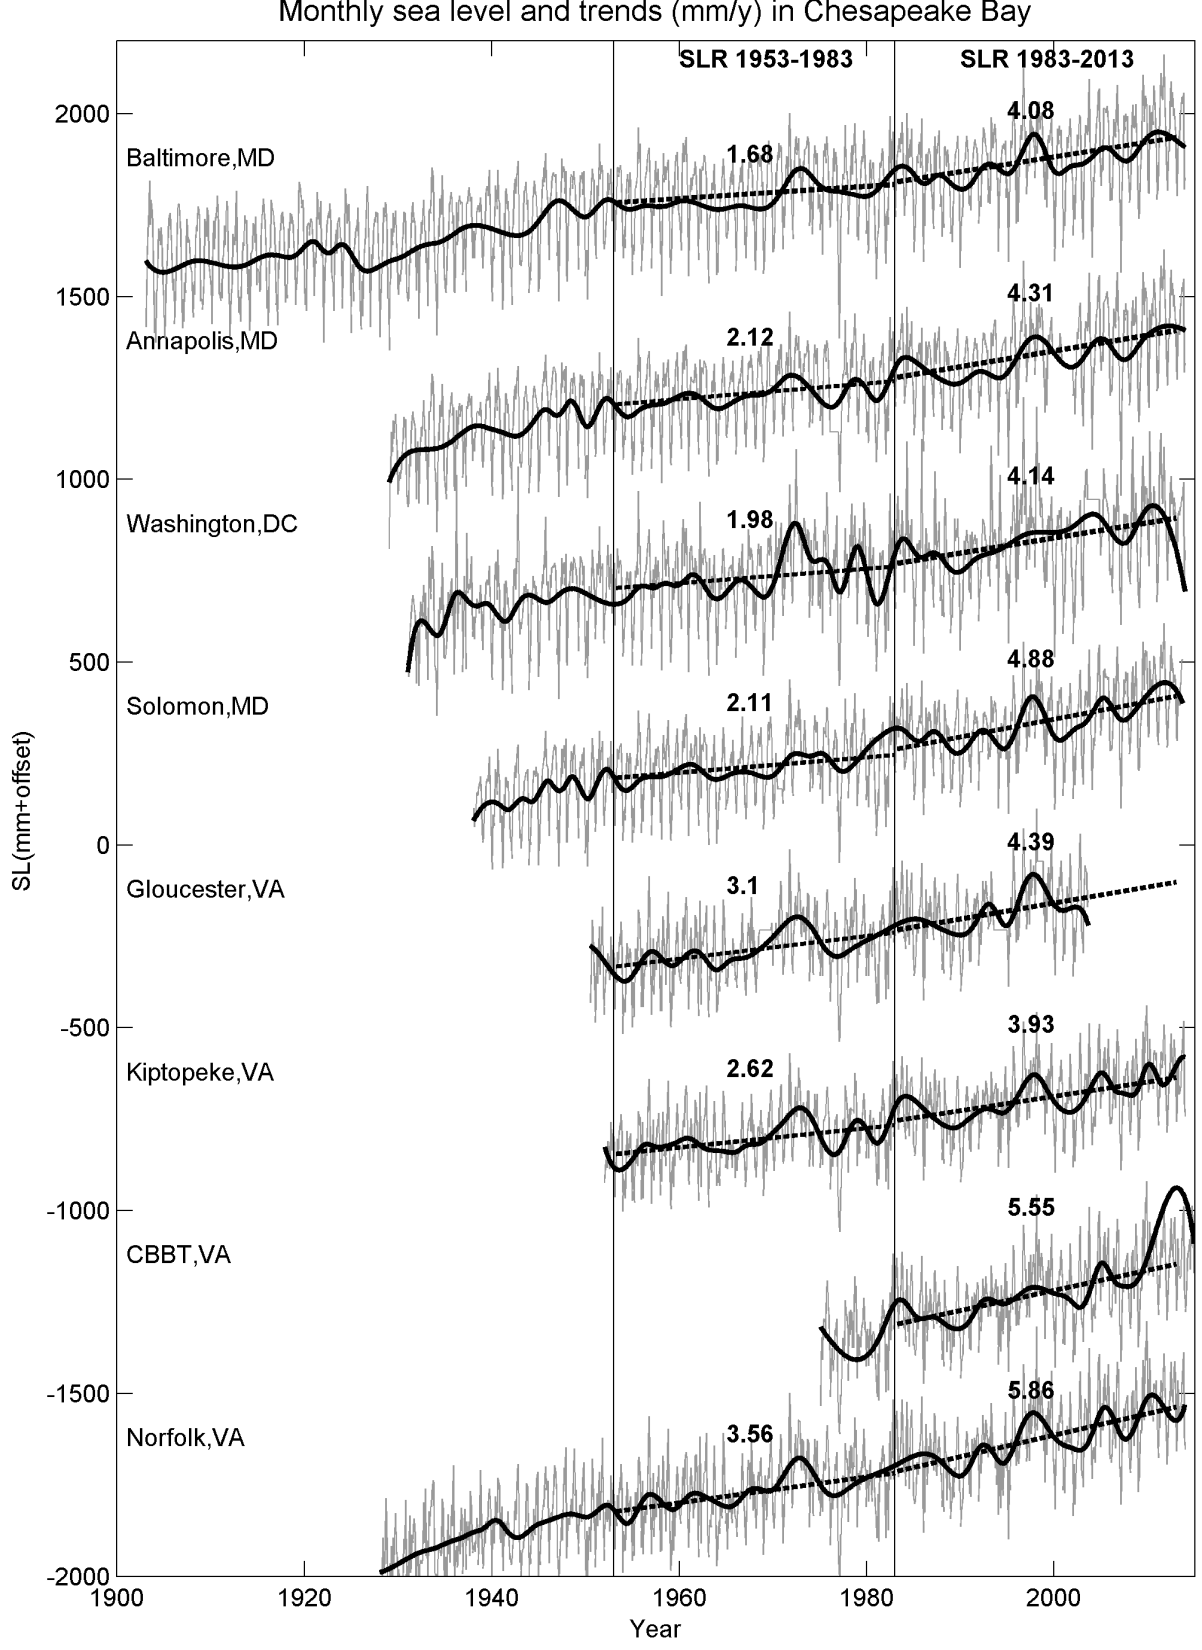 Monthly sea level and trends (mm/y) in Chesapeake Bay
SLR 1953-1983 SLR 1983-2013
2000
4.08
Baltimore,MD 1.68
1500
4.31
Annapolis,MD 2.12
1000
4.14
Washington,DC 1.98
500
4.88
Solomon,MD 2.11
SL(mm+offset)
0
4.39
Gloucester,VA 3.1
-500
3.93
Kiptopeke,VA 2.62
-1000
5.55
CBBT,VA
-1500
5.86
Norfolk,VA 3.56
-2000
1900 1920 1940 1960 1980 2000
Year